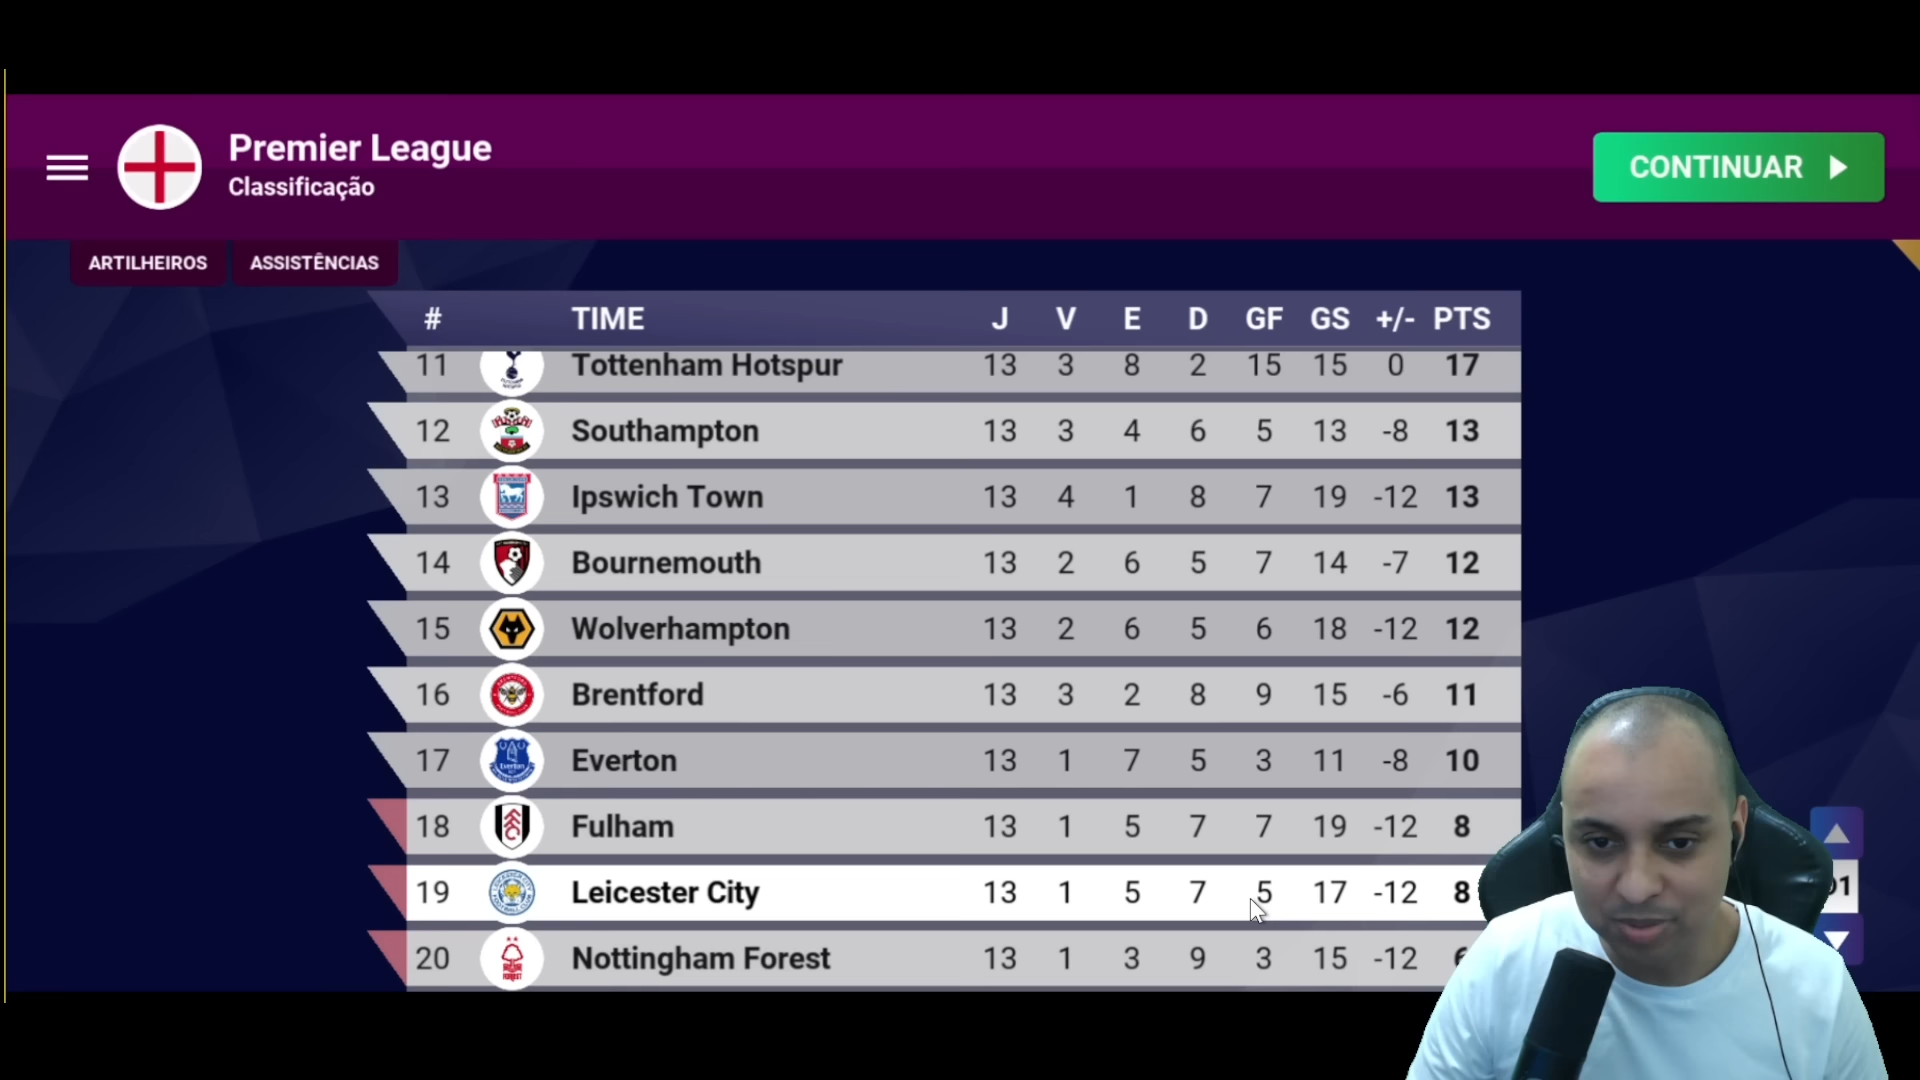 Premier League
Classificação
CONTINUAR
ARTILHEIROS ASSISTÊNCIAS
# TIME J V E D GF GS +/- PTS
11 Tottenham Hotspur 13 3 8 2 15 15 0 17
12 Southampton 13 3 4 6 5 13 -8 13
13 Ipswich Town 13 4 1 8 7 19 -12 13
14 Bournemouth 13 2 6 5 7 14 -7 12
15 Wolverhampton 13 2 6 5 6 18 -12 12
16 Brentford 13 3 2 8 9 15 -6 11
17 Everton 13 1 7 5 3 11 -8 10
18 Fulham 13 1 5 7 7 19 -12 8
19 Leicester City 13 1 5 7 5 17 -12 8
20 Nottingham Forest 13 1 3 9 3 15 -12